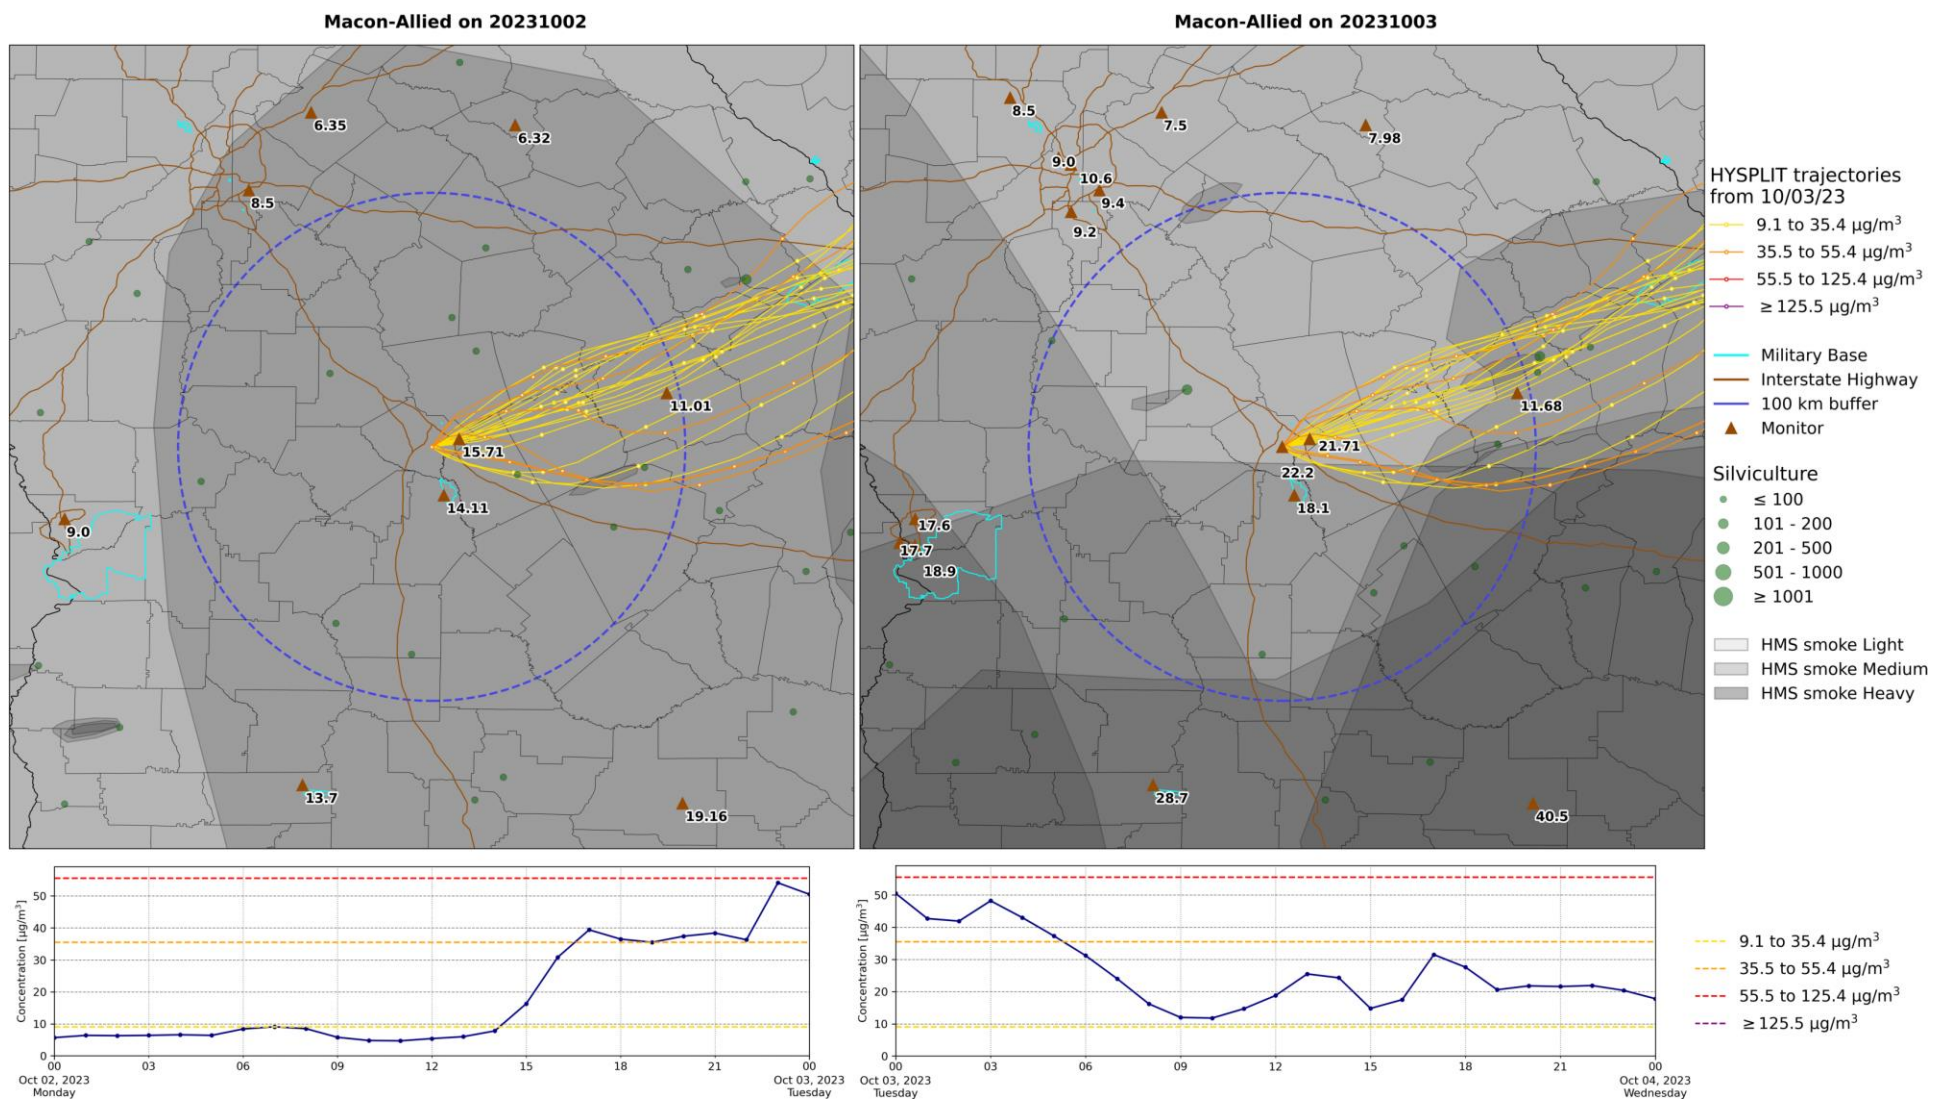 Macon-Allied on 20231002
6.35
6.32
8.5
11.01
15.71
14.11
9.0
13.7
19.16
Macon-Allied on 20231003
8.5
7.5
7.98
9.0
10.6
9.4
9.2
11.68
21.71
22.2
18.1
17.6
17.7
18.9
28.7
40.5
HYSPLIT trajectories
from 10/03/23
9.1 to 35.4 µg/m³
35.5 to 55.4 µg/m³
55.5 to 125.4 µg/m³
≥ 125.5 µg/m³
Military Base
Interstate Highway
100 km buffer
Monitor
Silviculture
≤ 100
101 - 200
201 - 500
501 - 1000
≥ 1001
HMS smoke Light
HMS smoke Medium
HMS smoke Heavy
Concentration [µg/m³]
50
40
30
20
10
0
00 03 06 09 12 15 18 21 00
Oct 02, 2023 Oct 03, 2023
Monday Tuesday
Concentration [µg/m³]
50
40
30
20
10
0
00 03 06 09 12 15 18 21 00
Oct 03, 2023 Oct 04, 2023
Tuesday Wednesday
9.1 to 35.4 µg/m³
35.5 to 55.4 µg/m³
55.5 to 125.4 µg/m³
≥ 125.5 µg/m³